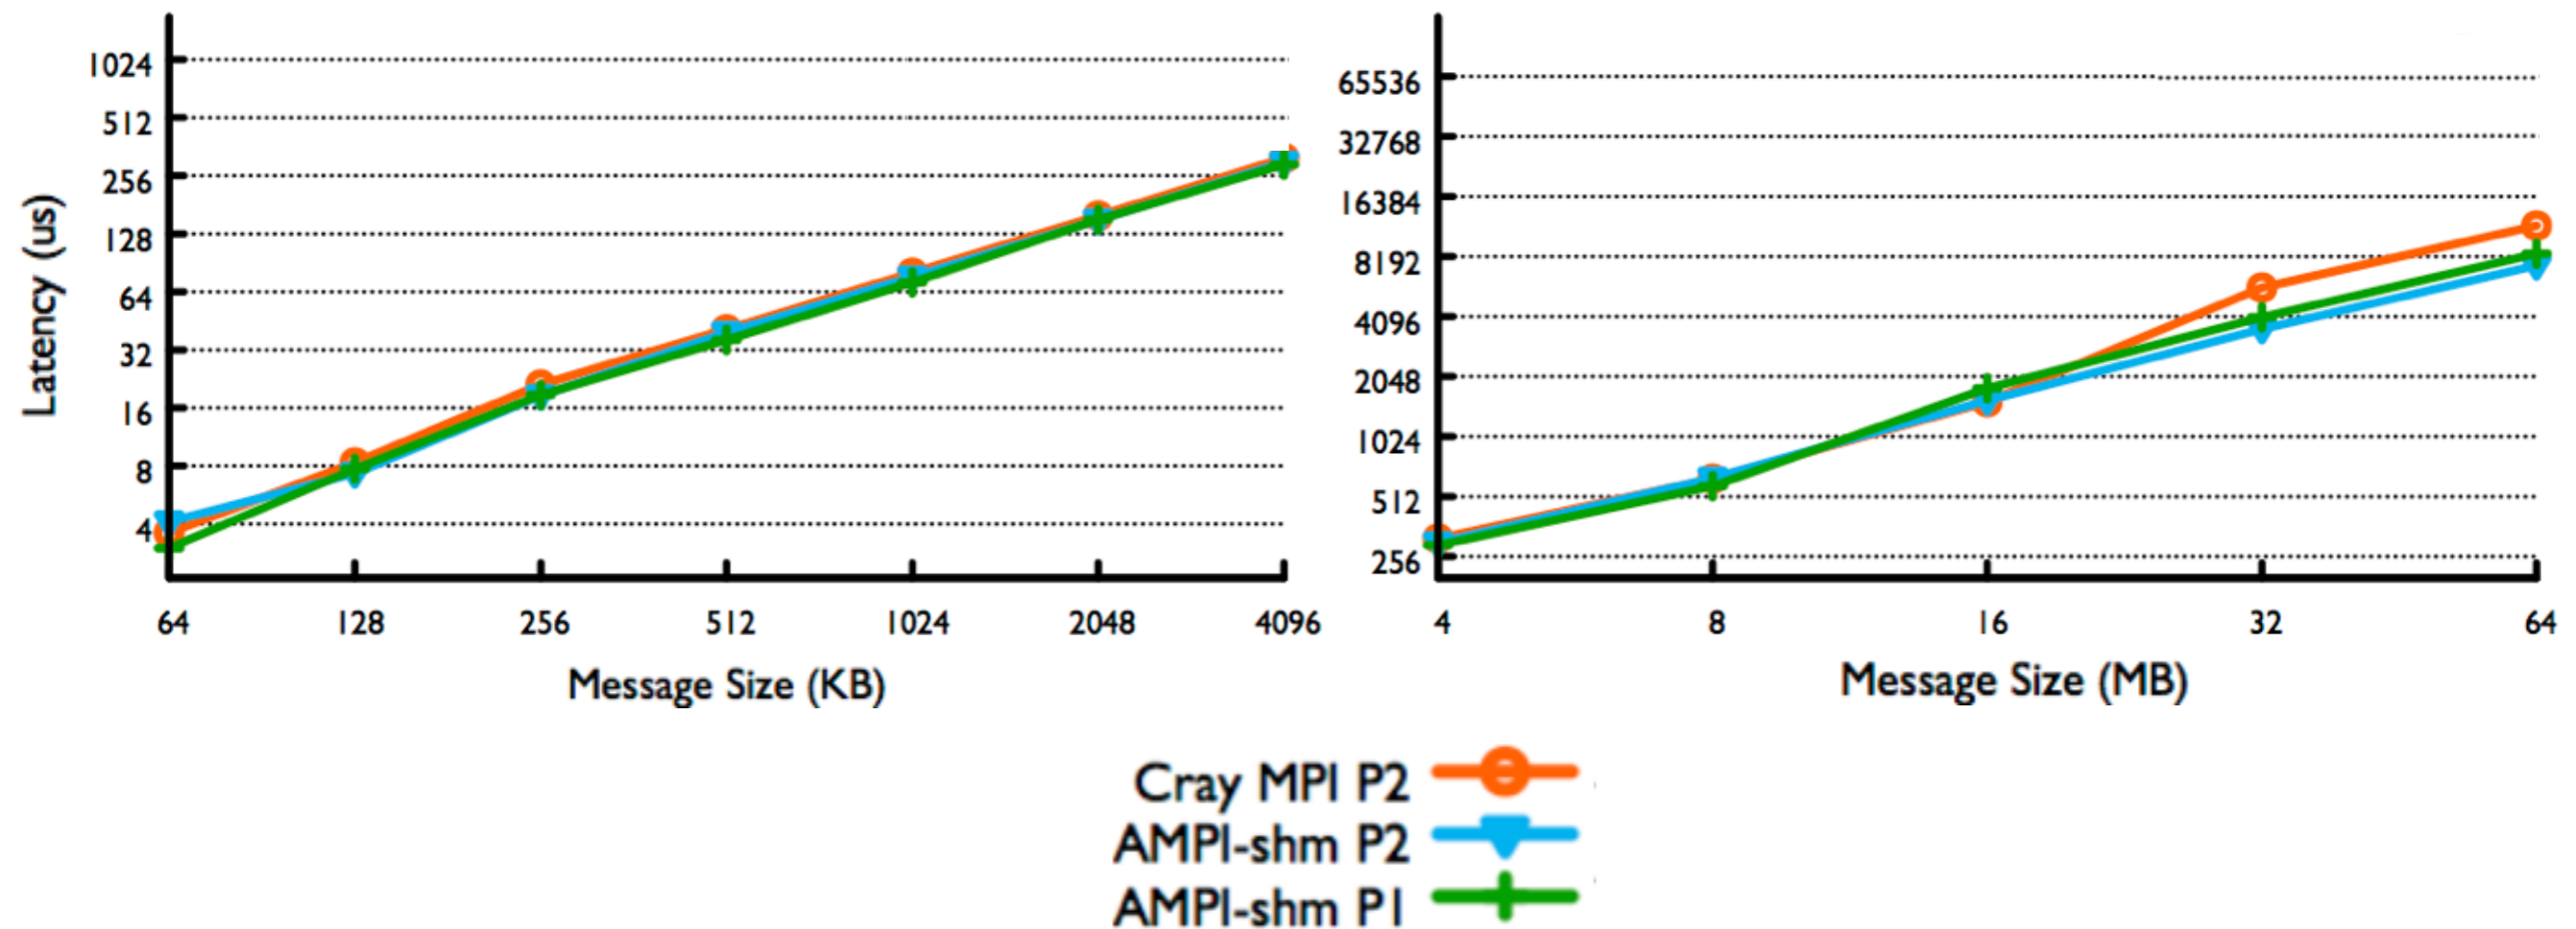 Latency (us)
1024
512
256
128
64
32
16
8
4
64 128 256 512 1024 2048 4096
Message Size (KB)
65536
32768
16384
8192
4096
2048
1024
512
256
4 8 16 32 64
Message Size (MB)
Cray MPI P2
AMPI-shm P2
AMPI-shm P1